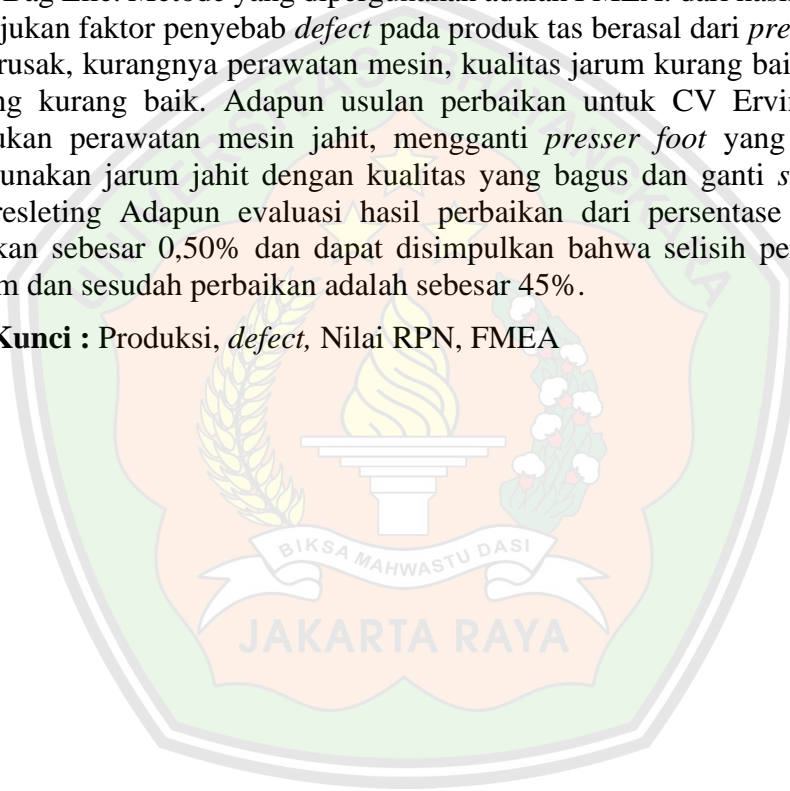 Bag Line. Metode yang dipergunakan adalah FMEA. dari hasil
jukan faktor penyebab defect pada produk tas berasal dari pre
rusak, kurangnya perawatan mesin, kualitas jarum kurang bai
ng kurang baik. Adapun usulan perbaikan untuk CV Ervi
ukan perawatan mesin jahit, mengganti presser foot yang
unakan jarum jahit dengan kualitas yang bagus dan ganti s
resleting Adapun evaluasi hasil perbaikan dari persentase
kan sebesar 0,50% dan dapat disimpulkan bahwa selisih pe
m dan sesudah perbaikan adalah sebesar 45%.
Kunci : Produksi, defect, Nilai RPN, FMEA
UNIVERSITAS BHAYANGKARA
BIKSA MAHWASTU DASI
JAKARTA RAYA